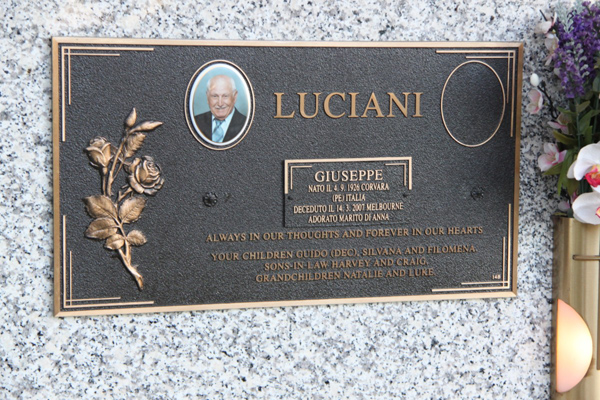 LUCIANI
GIUSEPPE
NATO IL 4. 9. 1926 CORVARA
(PE) ITALIA
DECEDUTO IL 14. 3. 2007 MELBOURNE
ADORATO MARITO DI ANNA
ALWAYS IN OUR THOUGHTS AND FOREVER IN OUR HEARTS
YOUR CHILDREN GUIDO (DEC), SILVANA AND FILOMENA,
SONS-IN-LAW HARVEY AND CRAIG,
GRANDCHILDREN NATALIE AND LUKE
14B